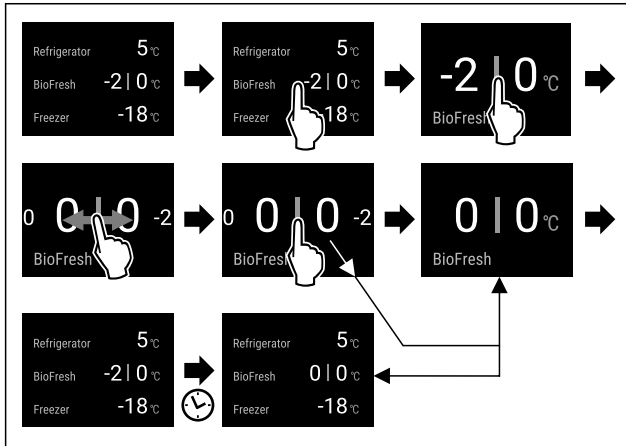 Refrigerator 5 °C
BioFresh -2 | 0 °C
Freezer -18 °C
Refrigerator 5 °C
BioFresh -2 | 0 °C
Freezer 18 °C
-2 | 0 °C
BioFresh
0 0 | 0 -2
BioFresh
0 0 | 0 -2
BioFresh
0 | 0 °C
BioFresh
Refrigerator 5 °C
BioFresh -2 | 0 °C
Freezer -18 °C
Refrigerator 5 °C
BioFresh 0 | 0 °C
Freezer -18 °C